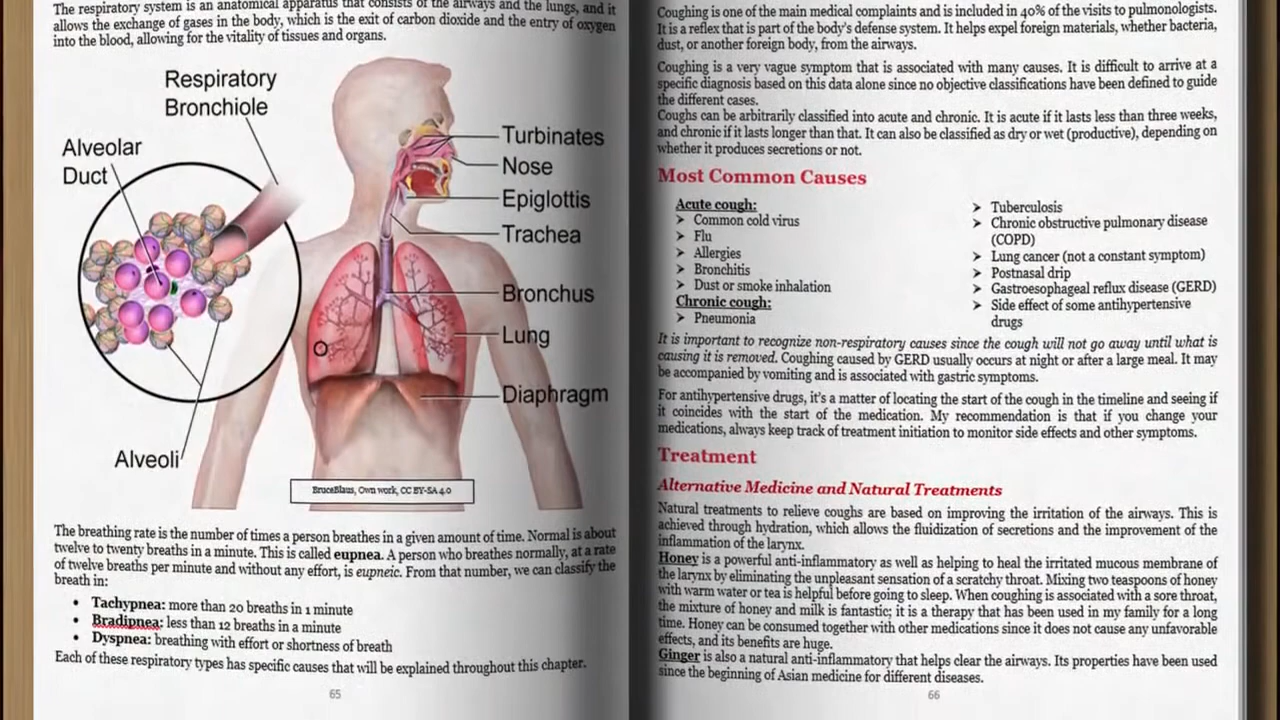 The respiratory system is an anatomical apparatus that consists of the airways and the lungs, and it
allows the exchange of gases in the body, which is the exit of carbon dioxide and the entry of oxygen
into the blood, allowing for the vitality of tissues and organs.
Respiratory
Bronchiole
Alveolar
Duct
Turbinates
Nose
Epiglottis
Trachea
Bronchus
Lung
Diaphragm
Alveoli
BruceBlaus, Own work, CC BY-SA 4.0
The breathing rate is the number of times a person breathes in a given amount of time. Normal is about
twelve to twenty breaths in a minute. This is called eupnea. A person who breathes normally, at a rate
of twelve breaths per minute and without any effort, is eupneic. From that number, we can classify the
breath in:
• Tachypnea: more than 20 breaths in 1 minute
• Bradipnea: less than 12 breaths in a minute
• Dyspnea: breathing with effort or shortness of breath
Each of these respiratory types has specific causes that will be explained throughout this chapter.
65
Coughing is one of the main medical complaints and is included in 40% of the visits to pulmonologists.
It is a reflex that is part of the body's defense system. It helps expel foreign materials, whether bacteria,
dust, or another foreign body, from the airways.
Coughing is a very vague symptom that is associated with many causes. It is difficult to arrive at a
specific diagnosis based on this data alone since no objective classifications have been defined to guide
the different cases.
Coughs can be arbitrarily classified into acute and chronic. It is acute if it lasts less than three weeks,
and chronic if it lasts longer than that. It can also be classified as dry or wet (productive), depending on
whether it produces secretions or not.
Most Common Causes
Acute cough:
➤ Common cold virus
➤ Flu
➤ Allergies
➤ Bronchitis
➤ Dust or smoke inhalation
Chronic cough:
➤ Pneumonia
➤ Tuberculosis
➤ Chronic obstructive pulmonary disease
(COPD)
➤ Lung cancer (not a constant symptom)
➤ Postnasal drip
➤ Gastroesophageal reflux disease (GERD)
➤ Side effect of some antihypertensive
drugs
It is important to recognize non-respiratory causes since the cough will not go away until what is
causing it is removed. Coughing caused by GERD usually occurs at night or after a large meal. It may
be accompanied by vomiting and is associated with gastric symptoms.
For antihypertensive drugs, it's a matter of locating the start of the cough in the timeline and seeing if
it coincides with the start of the medication. My recommendation is that if you change your
medications, always keep track of treatment initiation to monitor side effects and other symptoms.
Treatment
Alternative Medicine and Natural Treatments
Natural treatments to relieve coughs are based on improving the irritation of the airways. This is
achieved through hydration, which allows the fluidization of secretions and the improvement of the
inflammation of the larynx.
Honey is a powerful anti-inflammatory as well as helping to heal the irritated mucous membrane of
the larynx by eliminating the unpleasant sensation of a scratchy throat. Mixing two teaspoons of honey
with warm water or tea is helpful before going to sleep. When coughing is associated with a sore throat,
the mixture of honey and milk is fantastic; it is a therapy that has been used in my family for a long
time. Honey can be consumed together with other medications since it does not cause any unfavorable
effects, and its benefits are huge.
Ginger is also a natural anti-inflammatory that helps clear the airways. Its properties have been used
since the beginning of Asian medicine for different diseases.
66